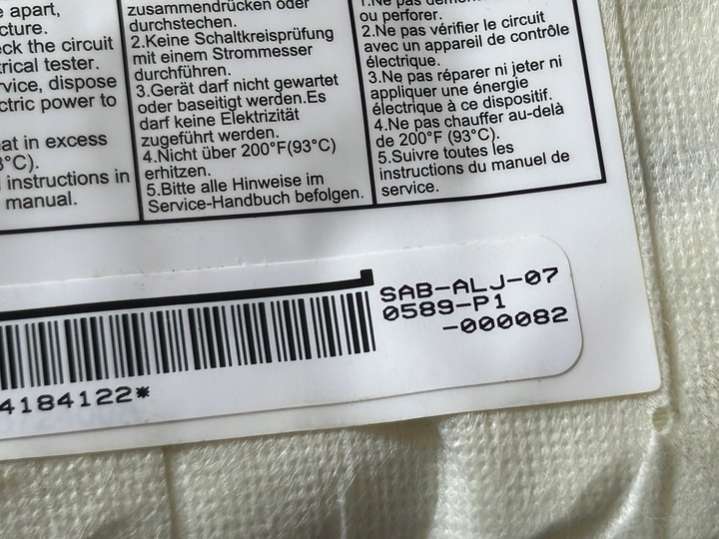 e apart,
cture.
ck the circuit
rical tester.
rvice, dispose
ctric power to
at in excess
3°C).
instructions in
manual.
zusammendrücken oder
durchstechen.
2.Keine Schaltkreisprüfung
mit einem Strommesser
durchführen.
3.Gerät darf nicht gewartet
oder baseitigt werden.Es
darf keine Elektrizität
zugeführt werden.
4.Nicht über 200°F(93°C)
erhitzen.
5.Bitte alle Hinweise im
Service-Handbuch befolgen.
1.Ne pas
ou perforer.
2.Ne pas vérifier le circuit
avec un appareil de contrôle
électrique.
3.Ne pas réparer ni jeter ni
appliquer une énergie
électrique à ce dispositif.
4.Ne pas chauffer au-delà
de 200°F (93°C).
5.Suivre toutes les
instructions du manuel de
service.
SAB-ALJ-07
0589-P1
-000082
4184122*